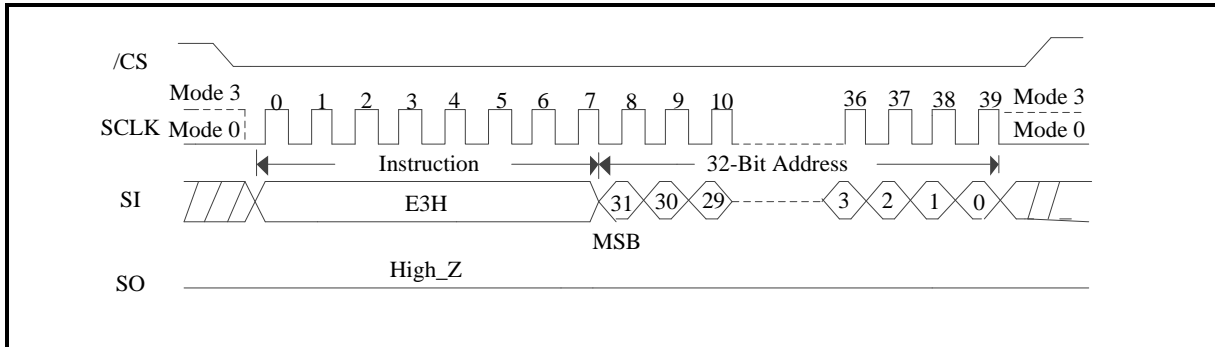 /CS
Mode 3 0 1 2 3 4 5 6 7 8 9 10 36 37 38 39 Mode 3
SCLK Mode 0 Mode 0
Instruction 32-Bit Address
SI E3H 31 30 29 3 2 1 0
MSB
High_Z
SO